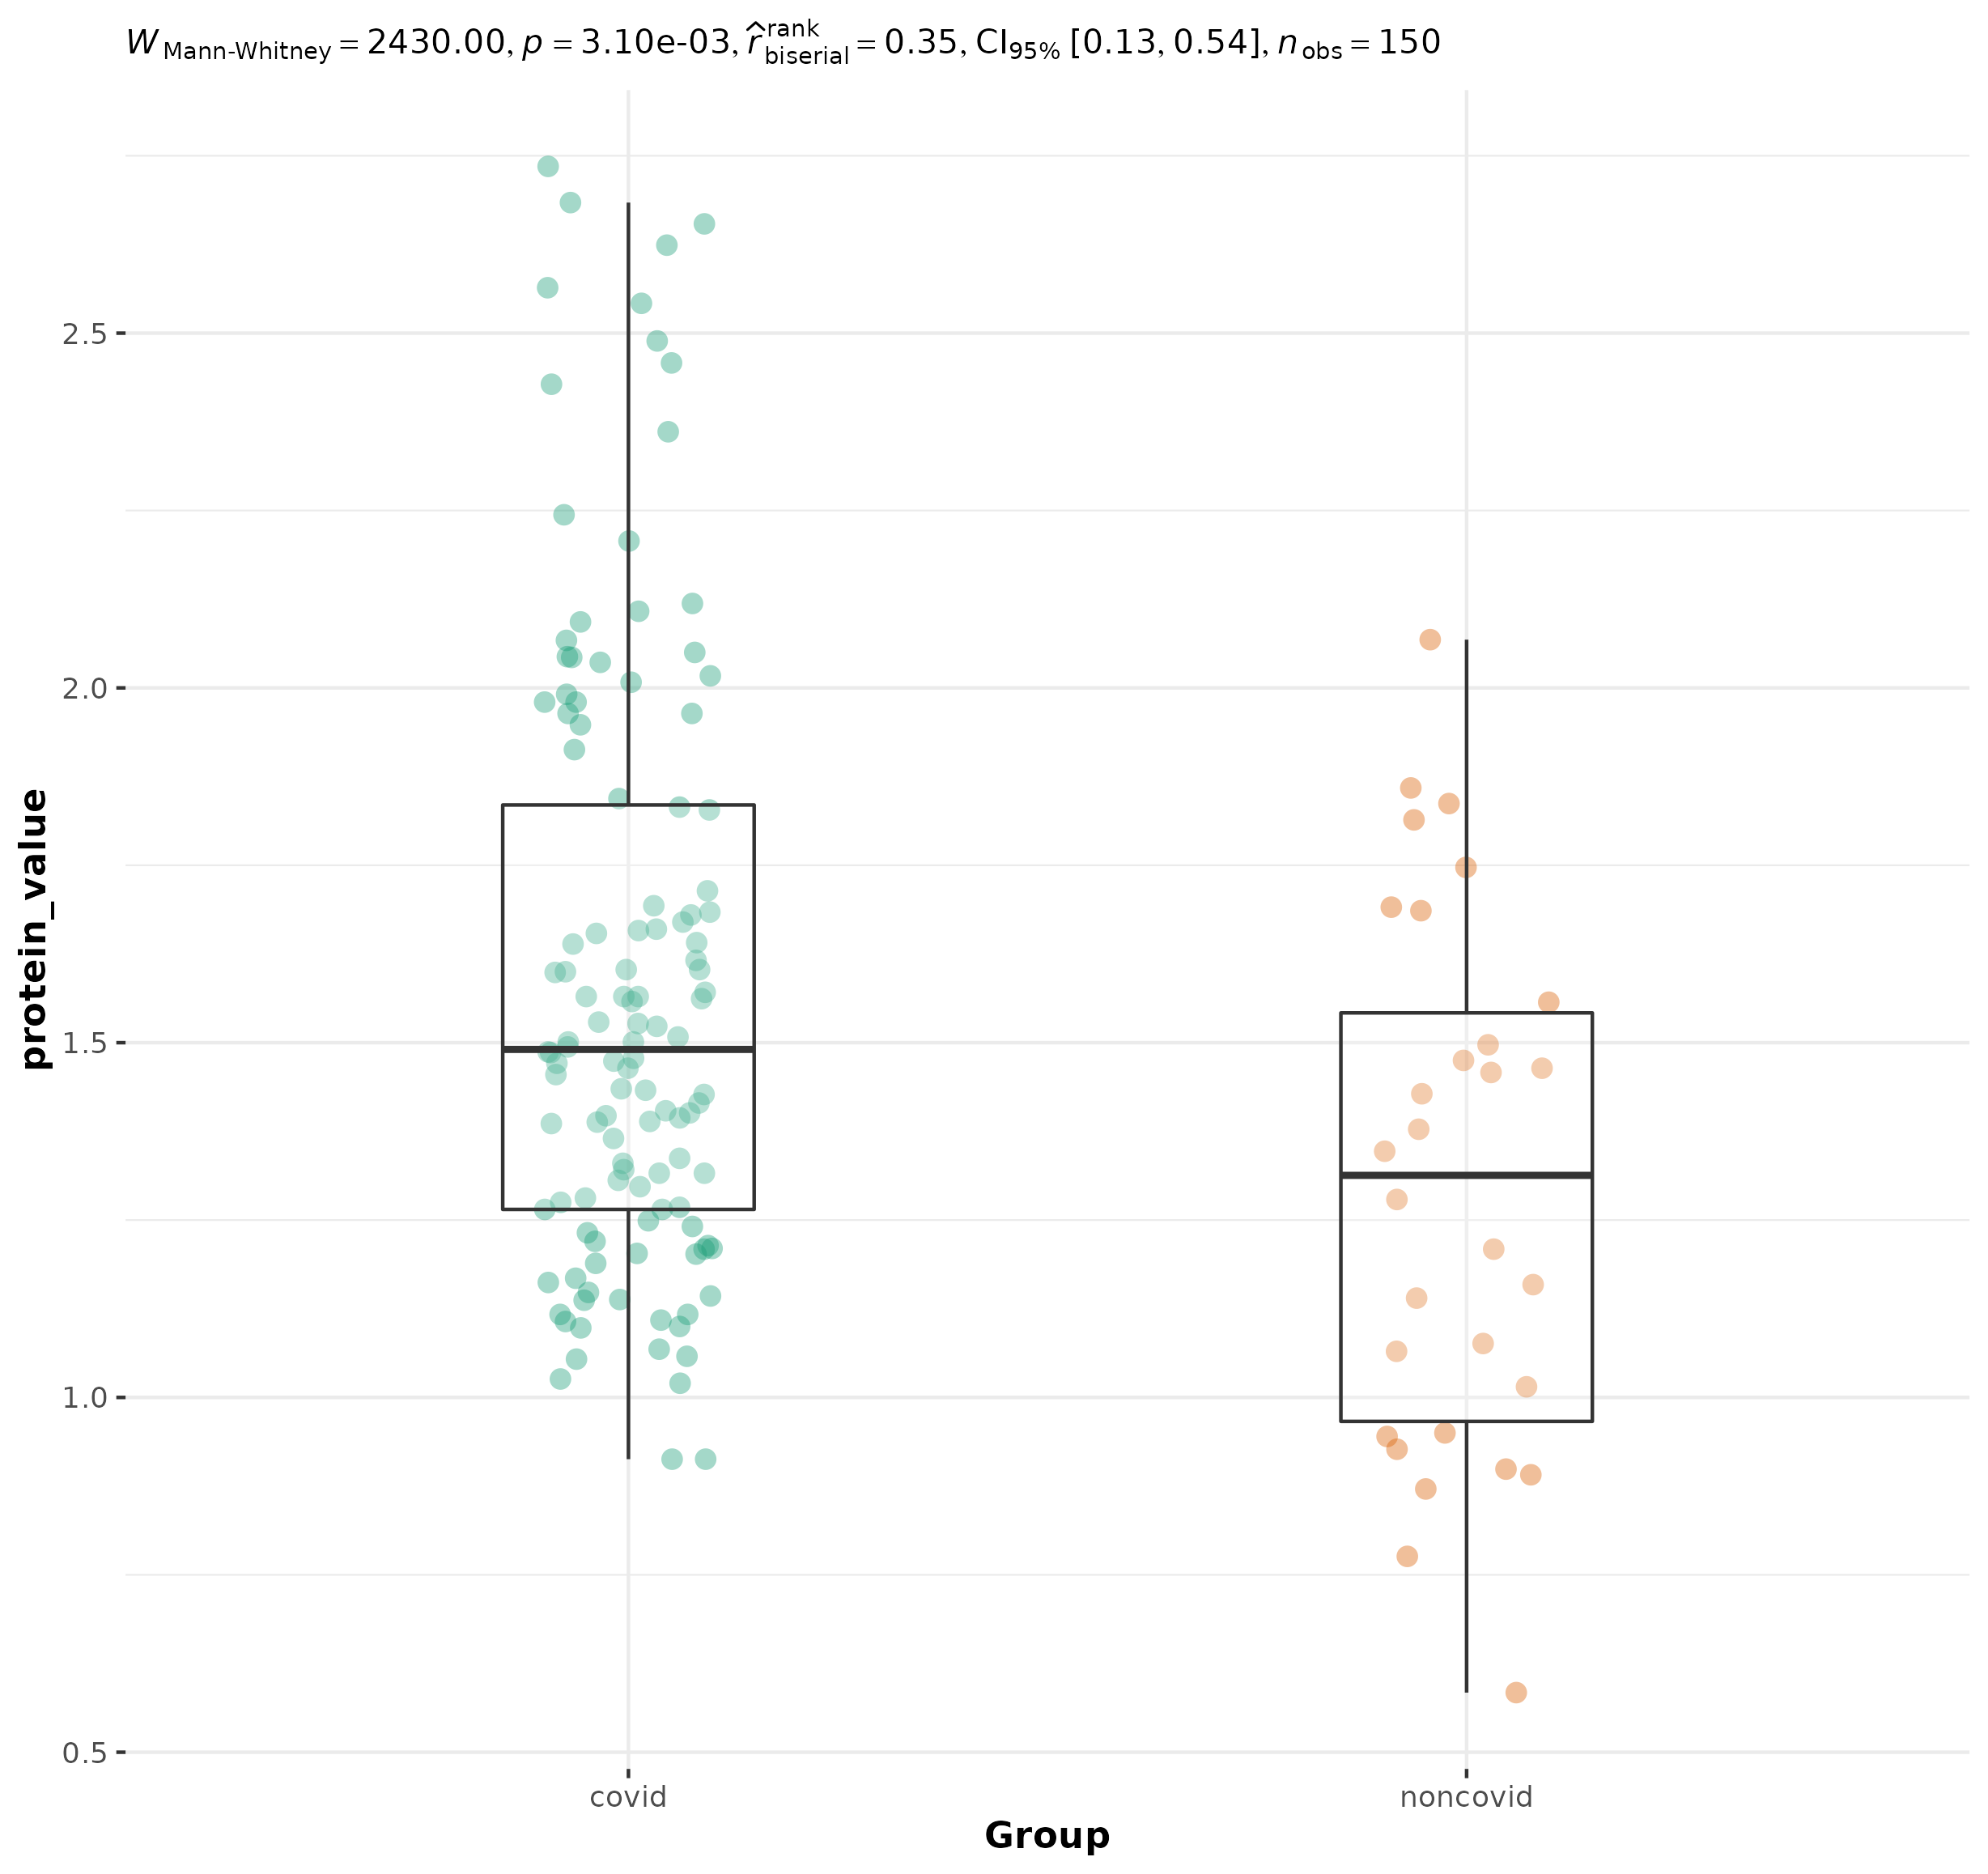 W Mann-Whitney = 2430.00, p = 3.10e-03, r̂ rank biserial = 0.35, CI95% [0.13, 0.54], nobs = 150
protein_value
2.5
2.0
1.5
1.0
0.5
covid noncovid
Group